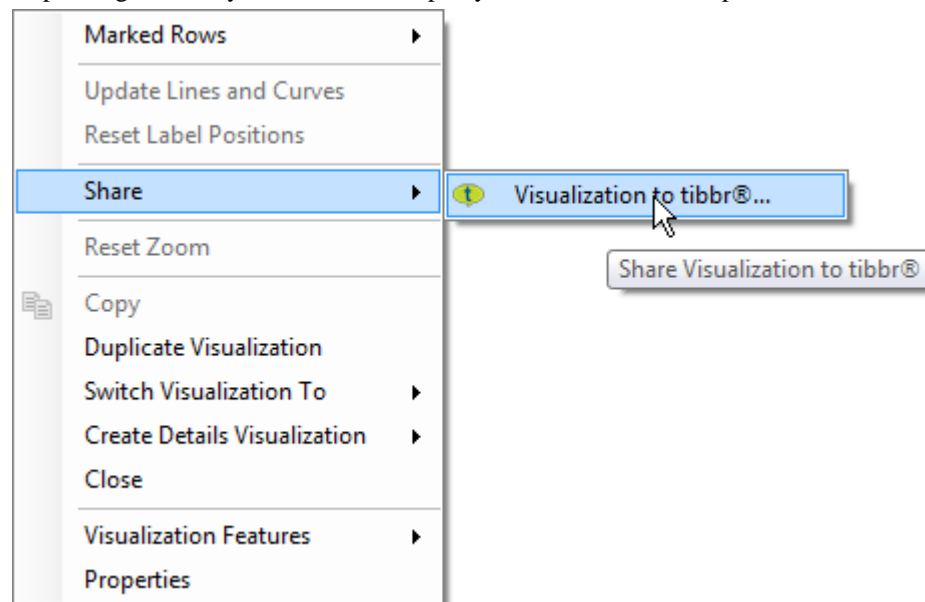 Marked Rows
Update Lines and Curves
Reset Label Positions
Share
Visualization to tibbr®...
Reset Zoom
Share Visualization to tibbr®
Copy
Duplicate Visualization
Switch Visualization To
Create Details Visualization
Close
Visualization Features
Properties